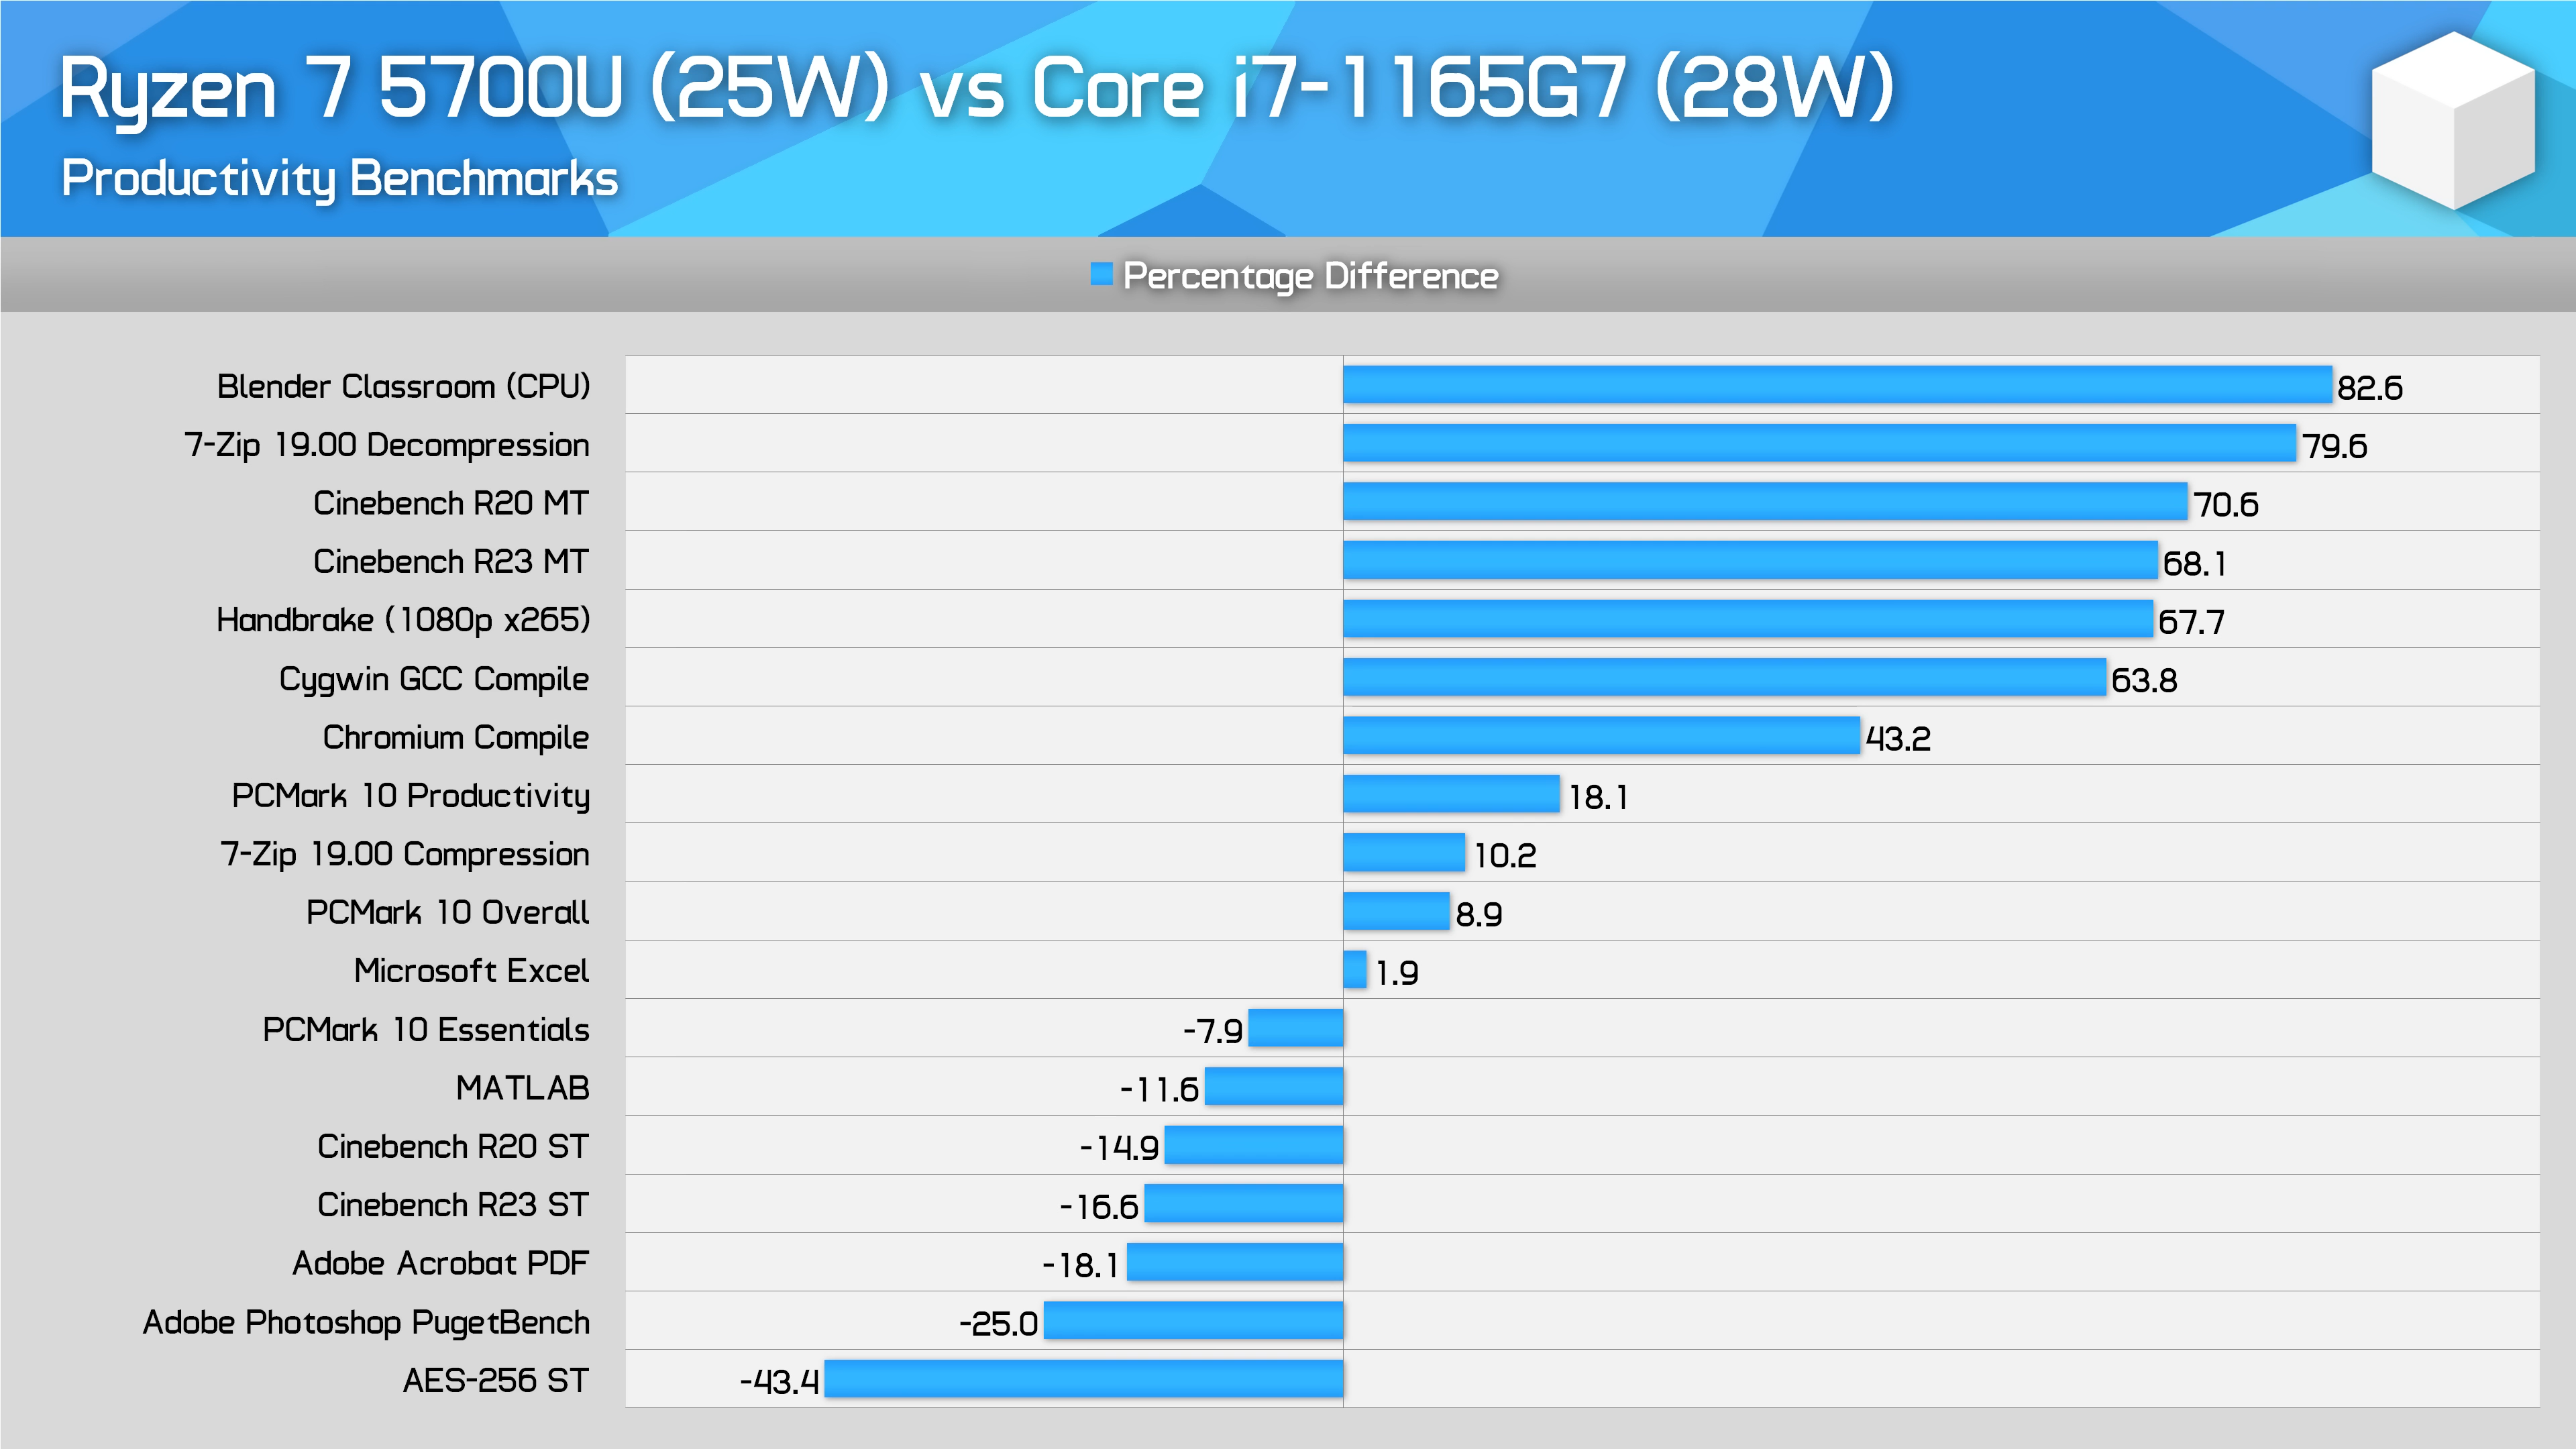 Ryzen 7 5700U (25W) vs Core i7-1165G7 (28W)
Productivity Benchmarks
Percentage Difference
Blender Classroom (CPU) 82.6
7-Zip 19.00 Decompression 79.6
Cinebench R20 MT 70.6
Cinebench R23 MT 68.1
Handbrake (1080p x265) 67.7
Cygwin GCC Compile 63.8
Chromium Compile 43.2
PCMark 10 Productivity 18.1
7-Zip 19.00 Compression 10.2
PCMark 10 Overall 8.9
Microsoft Excel 1.9
PCMark 10 Essentials -7.9
MATLAB -11.6
Cinebench R20 ST -14.9
Cinebench R23 ST -16.6
Adobe Acrobat PDF -18.1
Adobe Photoshop PugetBench -25.0
AES-256 ST -43.4